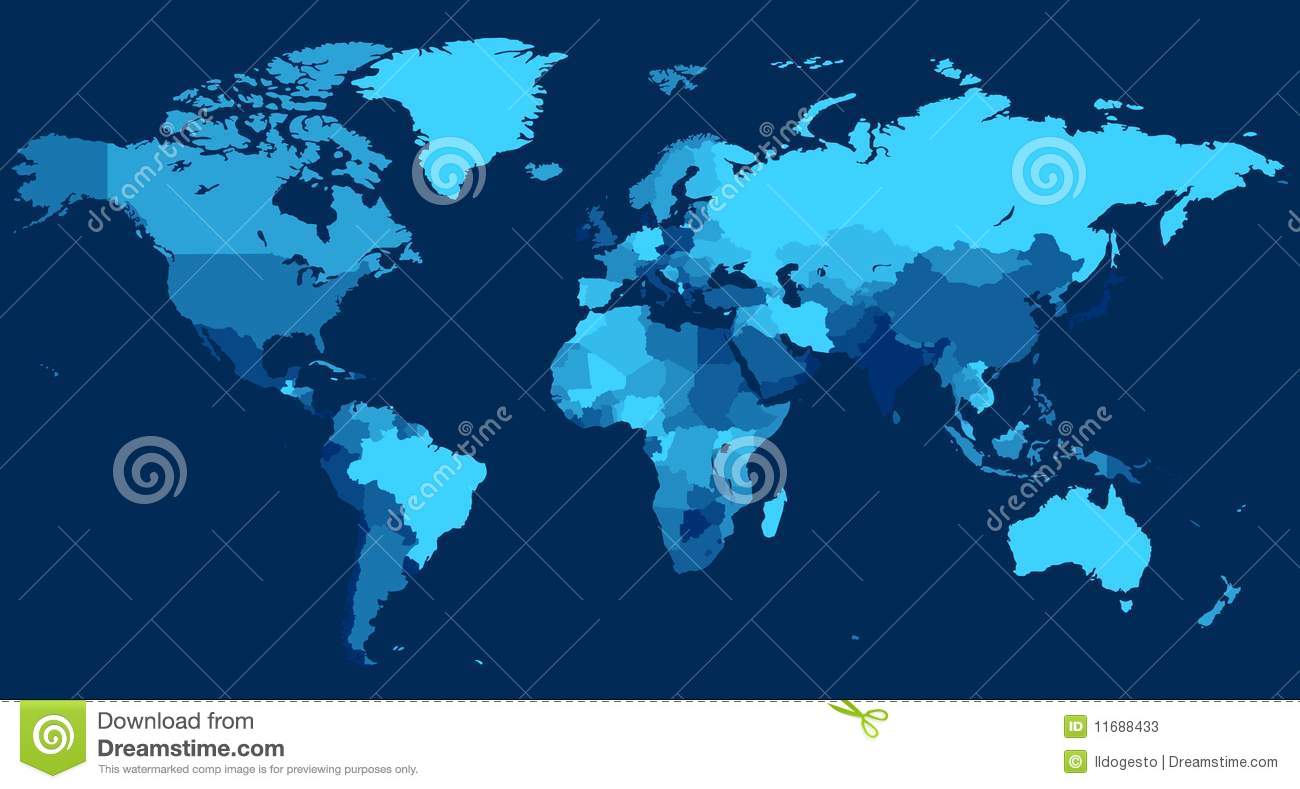 dreamstime
dreamstime
dreamstime
dreamstime
dreamstime
Download from
Dreamstime.com
This watermarked comp image is for previewing purposes only.
ID 11688433
© Ildogesto | Dreamstime.com